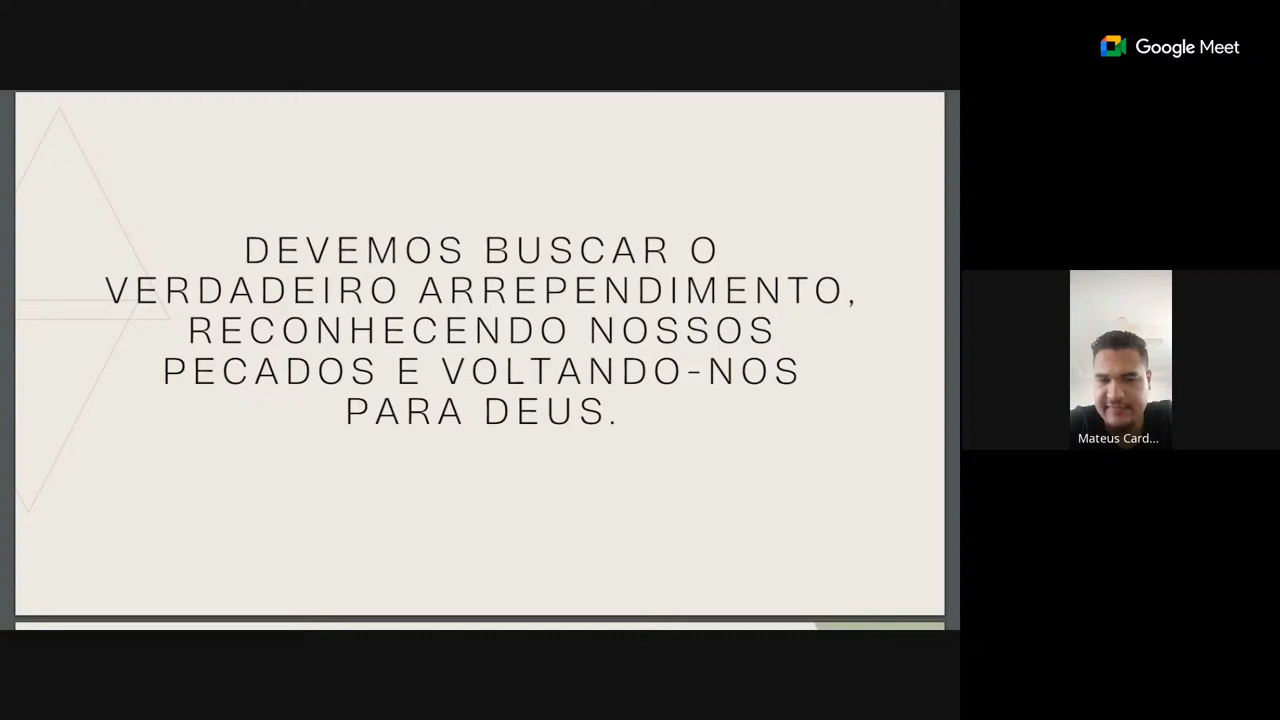 Google Meet
DEVEMOS BUSCAR O
VERDADEIRO ARREPENDIMENTO,
RECONHECENDO NOSSOS
PECADOS E VOLTANDO-NOS
PARA DEUS.
Mateus Card...